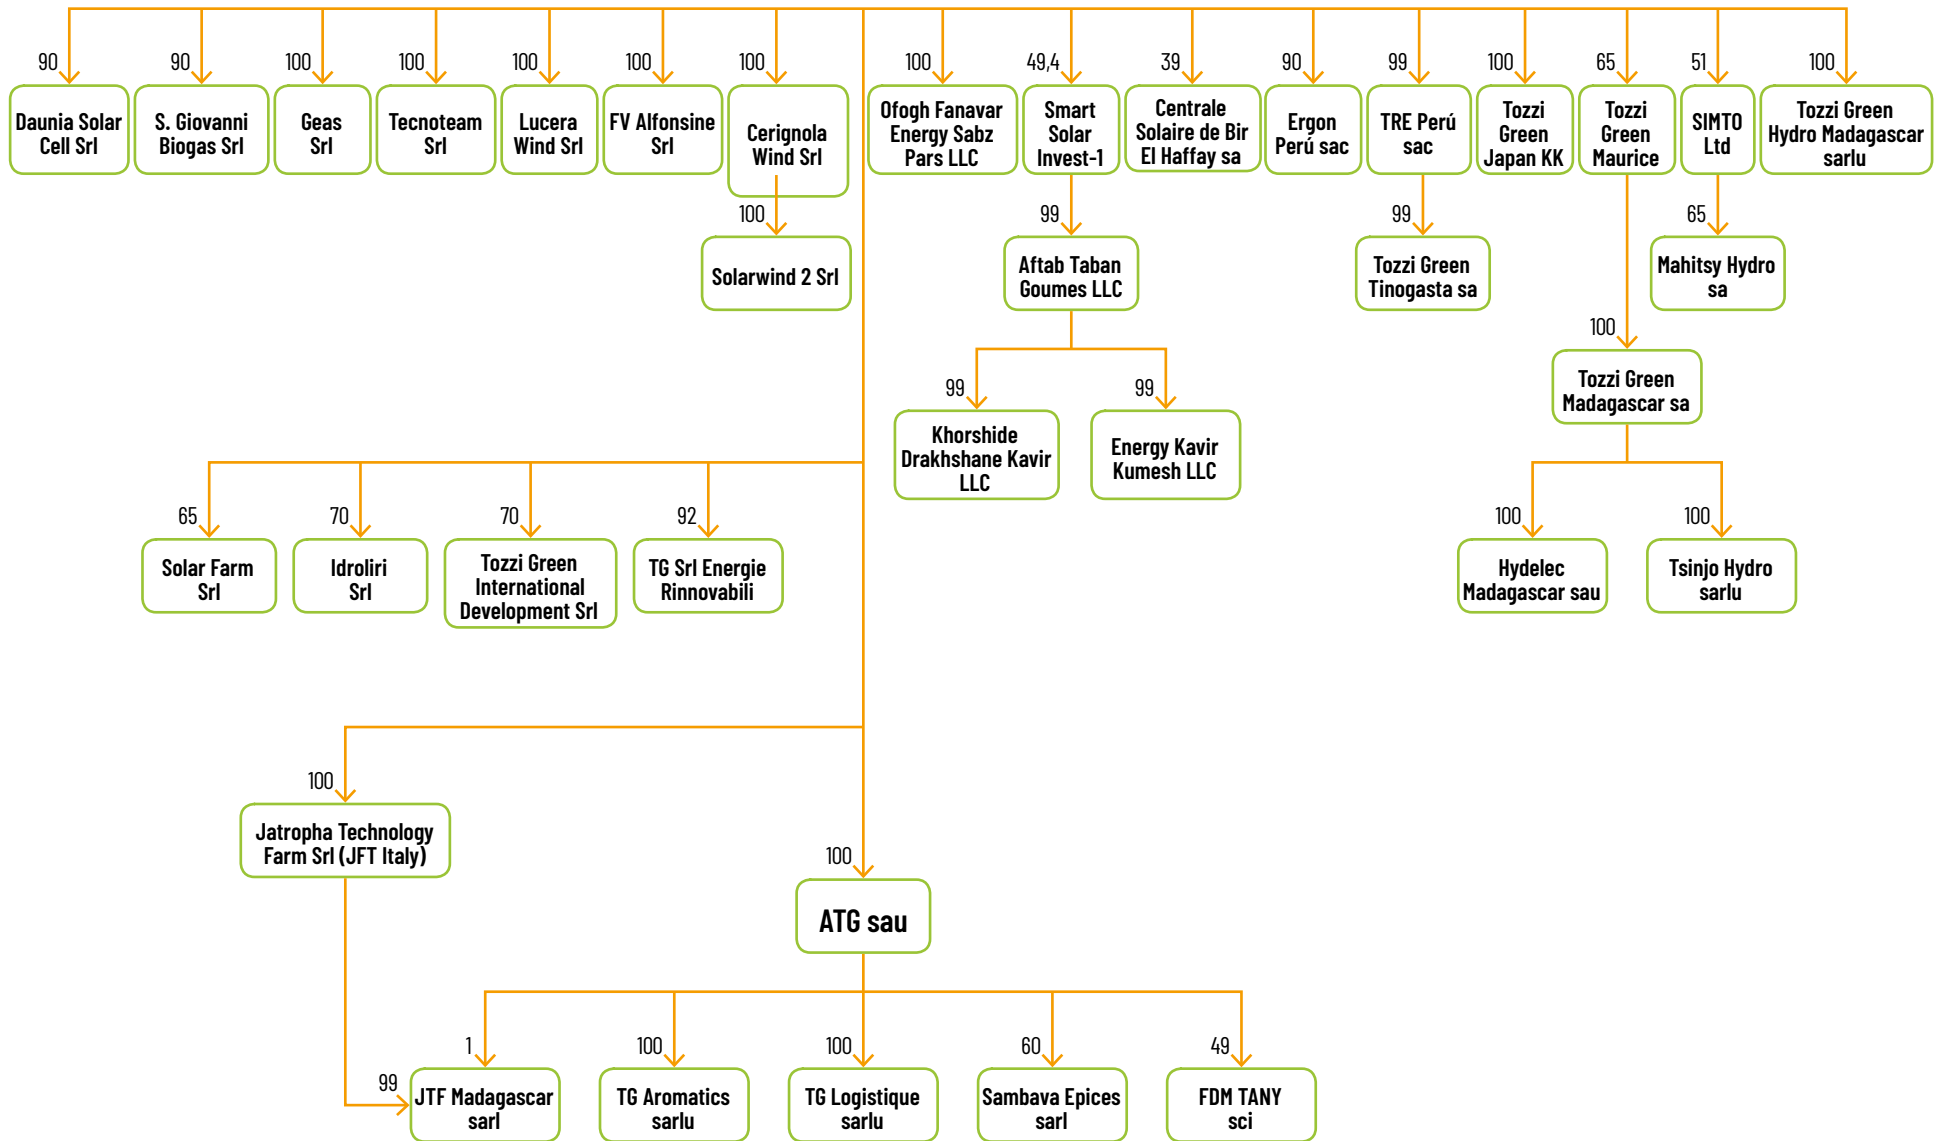 90
Daunia Solar
Cell Srl
90
S. Giovanni
Biogas Srl
100
Geas
Srl
100
Tecnoteam
Srl
100
Lucera
Wind Srl
100
FV Alfonsine
Srl
100
Cerignola
Wind Srl
100
Ofogh Fanavar
Energy Sabz
Pars LLC
49,4
Smart
Solar
Invest-1
39
Centrale
Solaire de Bir
El Haffay sa
90
Ergon
Perú sac
99
TRE Perú
sac
100
Tozzi
Green
Japan KK
65
Tozzi
Green
Maurice
51
SIMTO
Ltd
100
Tozzi Green
Hydro Madagascar
sarlu
100
Solarwind 2 Srl
99
Aftab Taban
Goumes LLC
99
Tozzi Green
Tinogasta sa
65
Mahitsy Hydro
sa
100
Tozzi Green
Madagascar sa
99
Khorshide
Drakhshane Kavir
LLC
99
Energy Kavir
Kumesh LLC
65
Solar Farm
Srl
70
Idroliri
Srl
70
Tozzi Green
International
Development Srl
92
TG Srl Energie
Rinnovabili
100
Hydelec
Madagascar sau
100
Tsinjo Hydro
sarlu
100
Jatropha Technology
Farm Srl (JFT Italy)
100
ATG sau
1
99
JTF Madagascar
sarl
100
TG Aromatics
sarlu
100
TG Logistique
sarlu
60
Sambava Epices
sarl
49
FDM TANY
sci